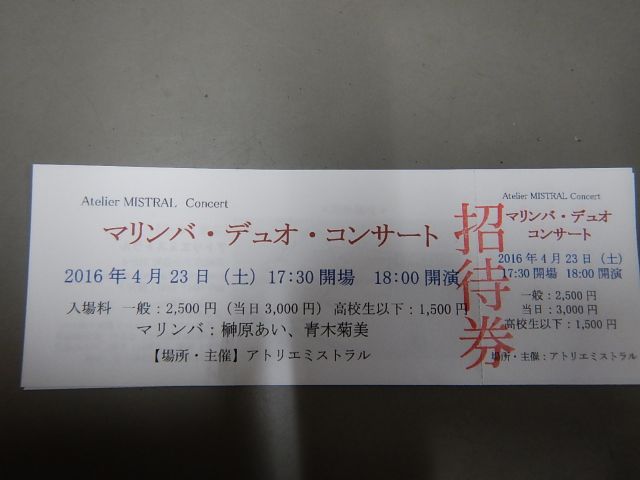 Atelier MISTRAL Concert
マリンバ・デュオ・コンサート
2016年4月23日（土）17:30開場　18:00開演
入場料　一般：2,500円（当日3,000円）高校生以下：1,500円
マリンバ：榊原あい、青木菊美
【場所・主催】アトリエミストラル
招待券
Atelier MISTRAL Concert
マリンバ・デュオ
コンサート
2016年4月23日（土）
17:30開場　18:00開演
一般：2,500円
当日：3,000円
高校生以下：1,500円
場所・主催：アトリエミストラル